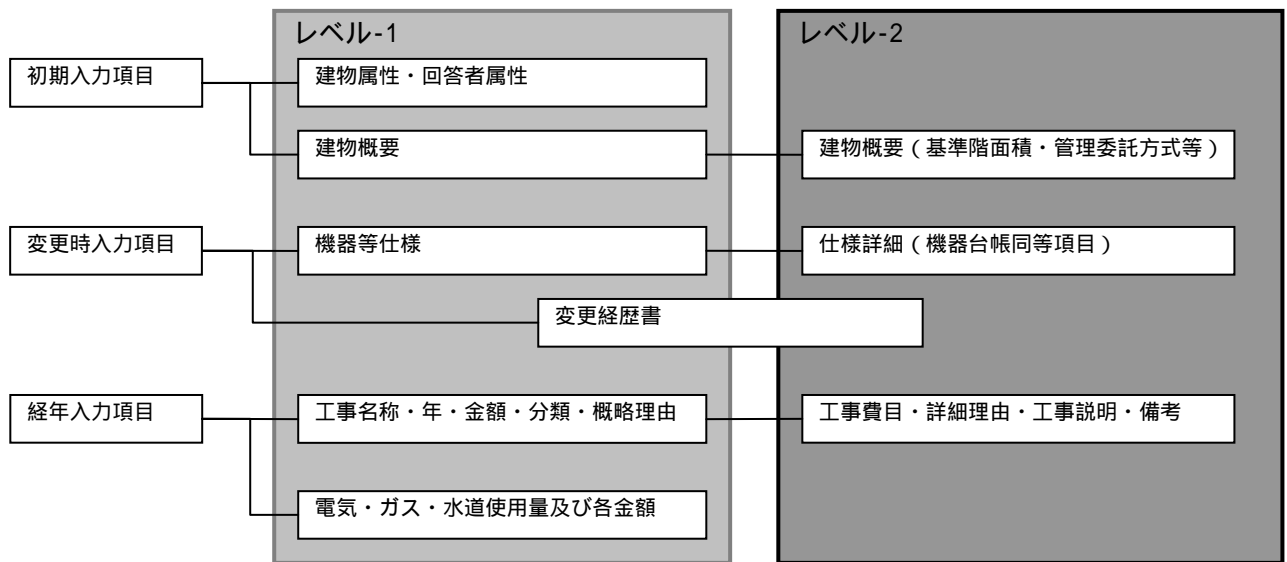 レベル-1
レベル-2
初期入力項目
建物属性・回答者属性
建物概要
建物概要（基準階面積・管理委託方式等）
変更時入力項目
機器等仕様
仕様詳細（機器台帳同等項目）
変更経歴書
経年入力項目
工事名称・年・金額・分類・概略理由
工事費目・詳細理由・工事説明・備考
電気・ガス・水道使用量及び各金額